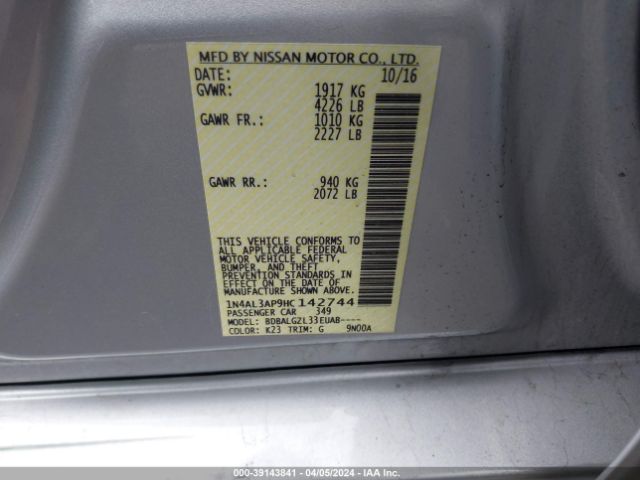 MFD BY NISSAN MOTOR CO., LTD.
DATE: 10/16
GVWR: 1917 KG
4226 LB
GAWR FR.: 1010 KG
2227 LB
GAWR RR.: 940 KG
2072 LB
THIS VEHICLE CONFORMS TO
ALL APPLICABLE FEDERAL
MOTOR VEHICLE SAFETY,
BUMPER, AND THEFT
PREVENTION STANDARDS IN
EFFECT ON THE DATE OF
MANUFACTURE SHOWN ABOVE.
1N4AL3AP9HC142744
PASSENGER CAR 349
MODEL: BDBALGZL33EUAB----
COLOR: K23 TRIM: G 9N00A
000-39143841 - 04/05/2024 - IAAI.COM